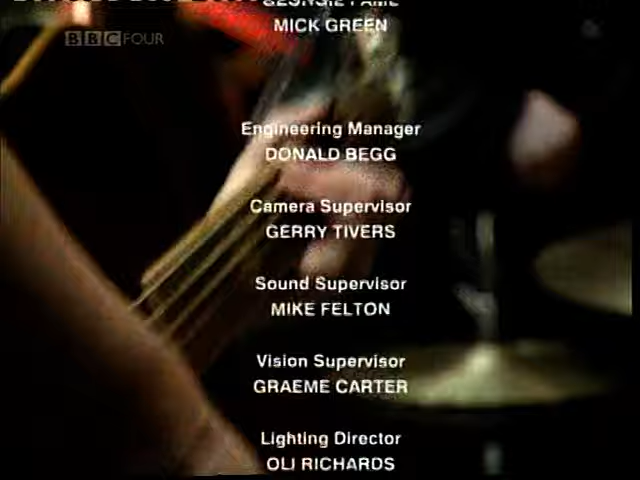 BBC FOUR
MICK GREEN
Engineering Manager
DONALD BEGG
Camera Supervisor
GERRY TIVERS
Sound Supervisor
MIKE FELTON
Vision Supervisor
GRAEME CARTER
Lighting Director
OLI RICHARDS